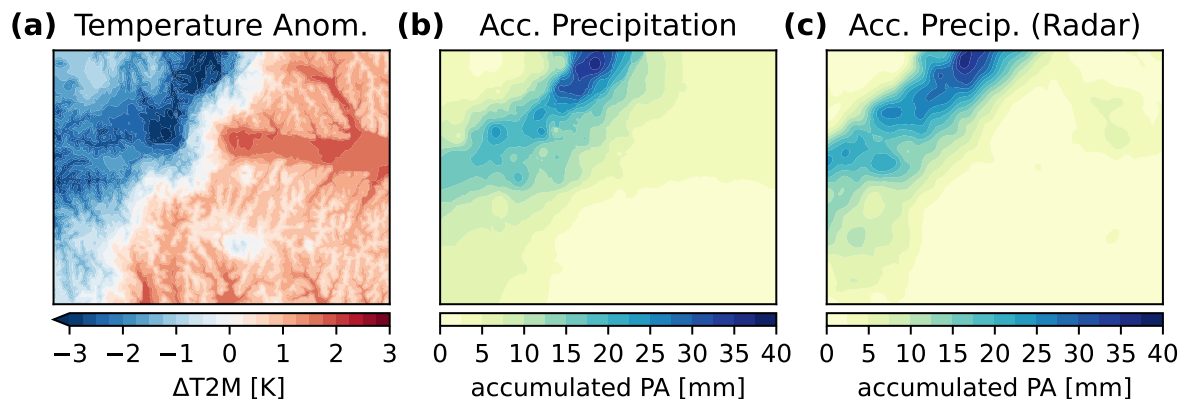 (a) Temperature Anom.
(b) Acc. Precipitation
(c) Acc. Precip. (Radar)
−3 −2 −1 0 1 2 3
0 5 10 15 20 25 30 35 40
0 5 10 15 20 25 30 35 40
ΔT2M [K]
accumulated PA [mm]
accumulated PA [mm]